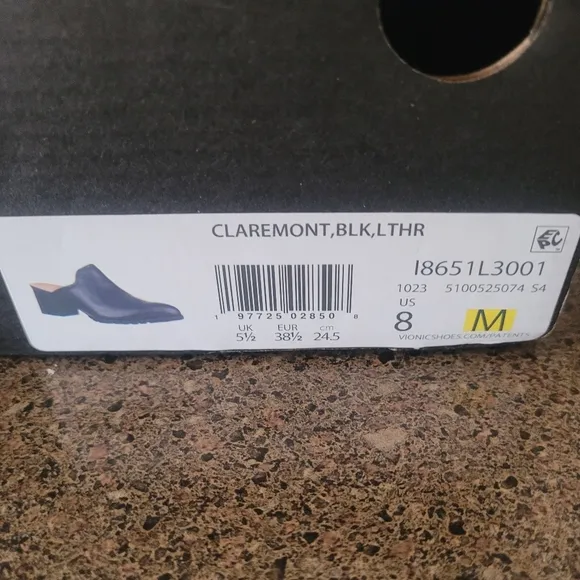 CLAREMONT,BLK,LTHR
I8651L3001
1023 5100525074 S4
1 97725 02850 8
US
UK EUR cm
8 M
5½ 38½ 24.5
VIONICSHOES.COM/PATENTS